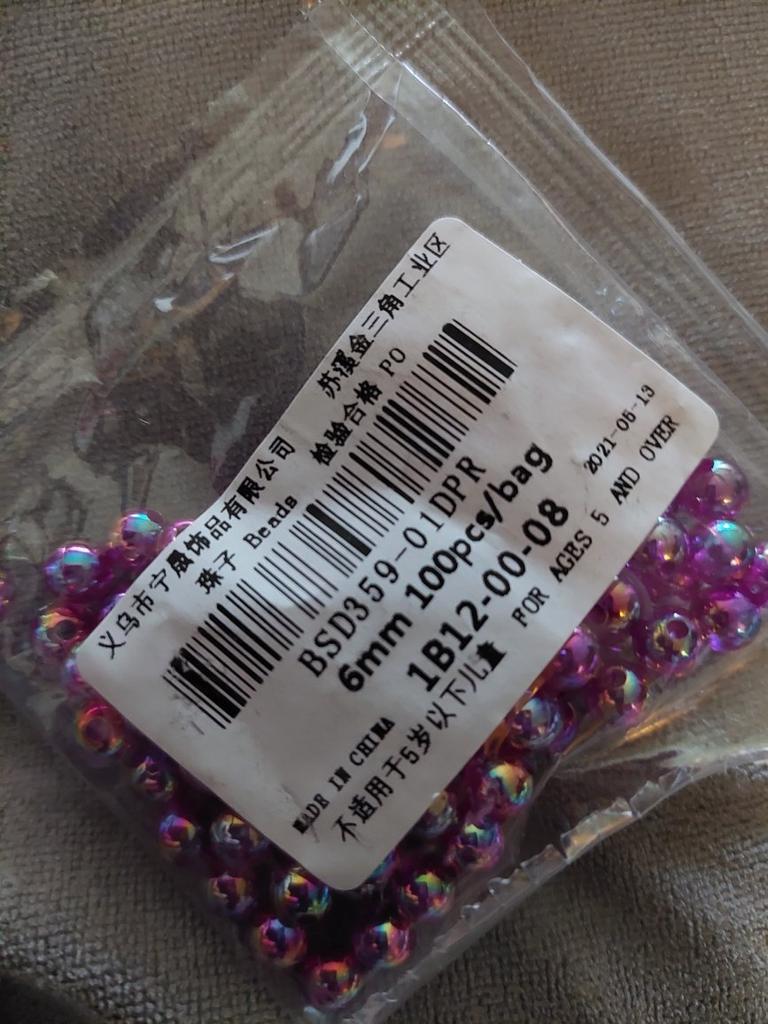 义乌市宁晟饰品有限公司 苏溪金三角工业区
珠子 Beads 检验合格 PO
BSD359-01DPR
6mm 100pcs/bag
1B12-00-08
2021-05-13
MADE IN CHINA
不适用于5岁以下儿童 FOR AGES 5 AND OVER